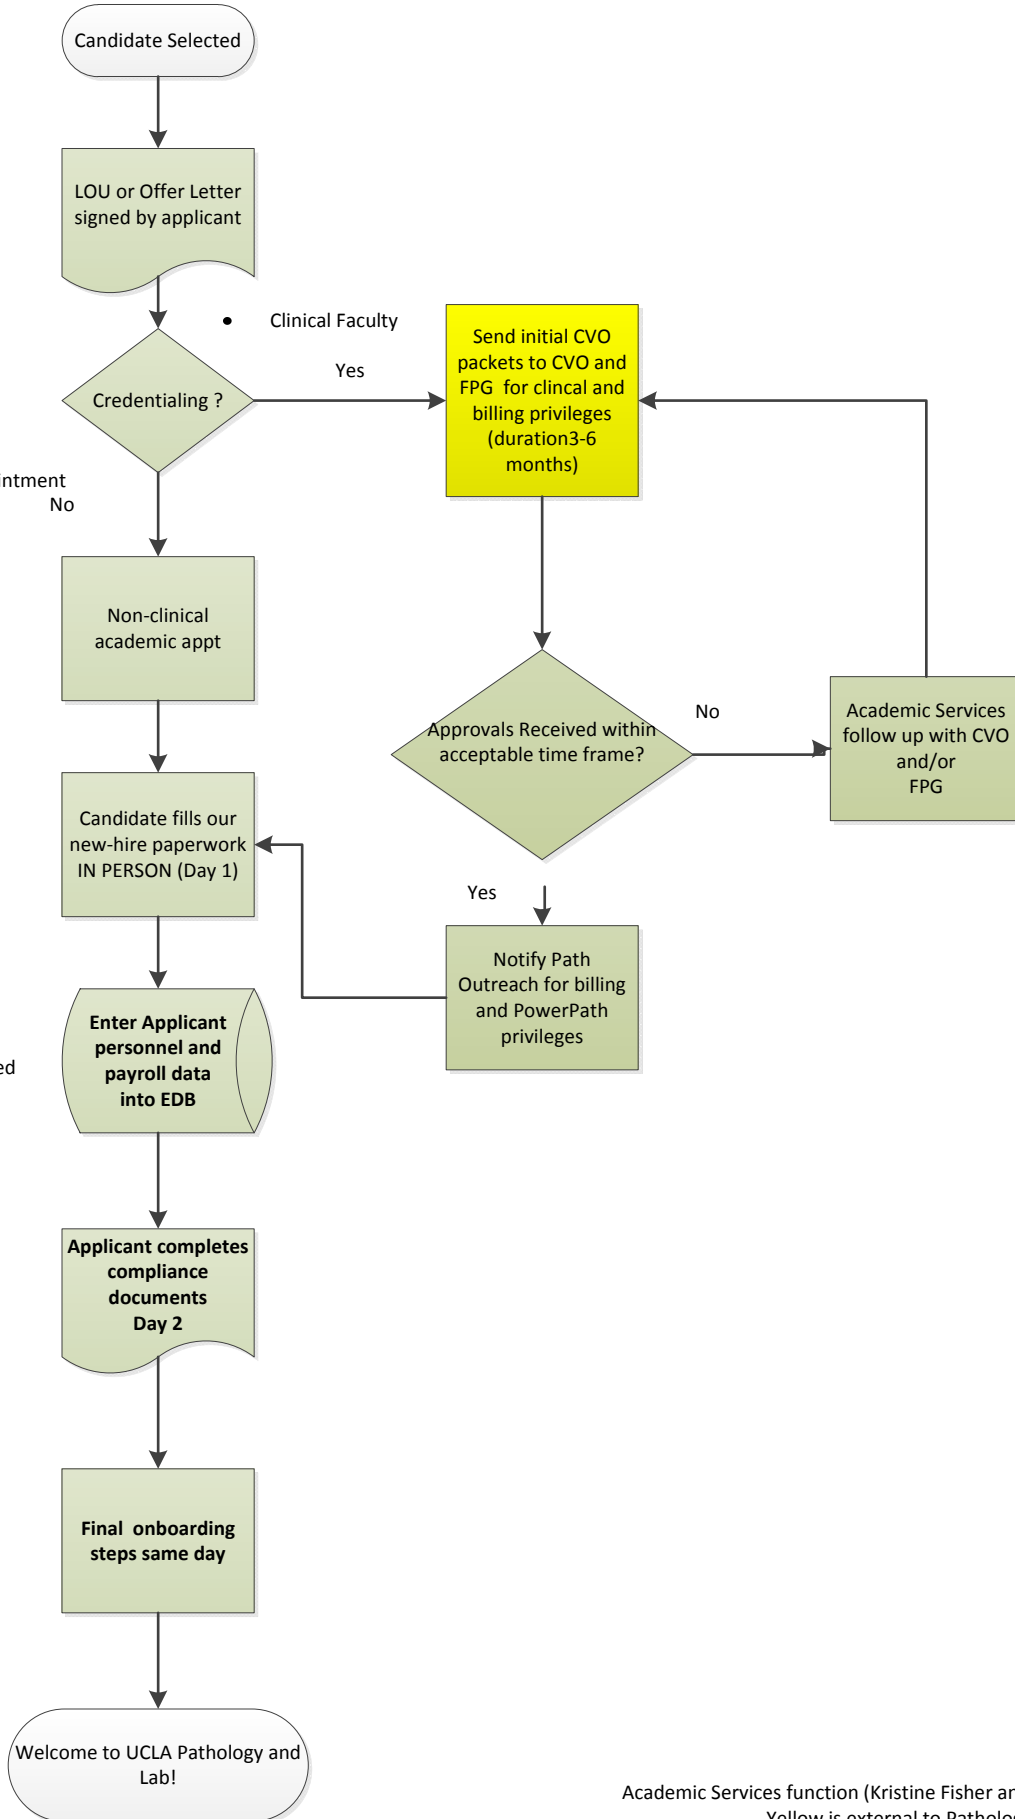 Candidate Selected
LOU or Offer Letter
signed by applicant
• Clinical Faculty
Credentialing ?
Yes
Send initial CVO
packets to CVO and
FPG for clincal and
billing privileges
(duration3-6
months)
No
Non-clinical
academic appt
Approvals Received within
acceptable time frame?
No
Academic Services
follow up with CVO
and/or
FPG
Candidate fills our
new-hire paperwork
IN PERSON (Day 1)
Yes
Notify Path
Outreach for billing
and PowerPath
privileges
Enter Applicant
personnel and
payroll data
into EDB
Applicant completes
compliance
documents
Day 2
Final onboarding
steps same day
Welcome to UCLA Pathology and
Lab!
Academic Services function (Kristine Fisher
Yellow is external to